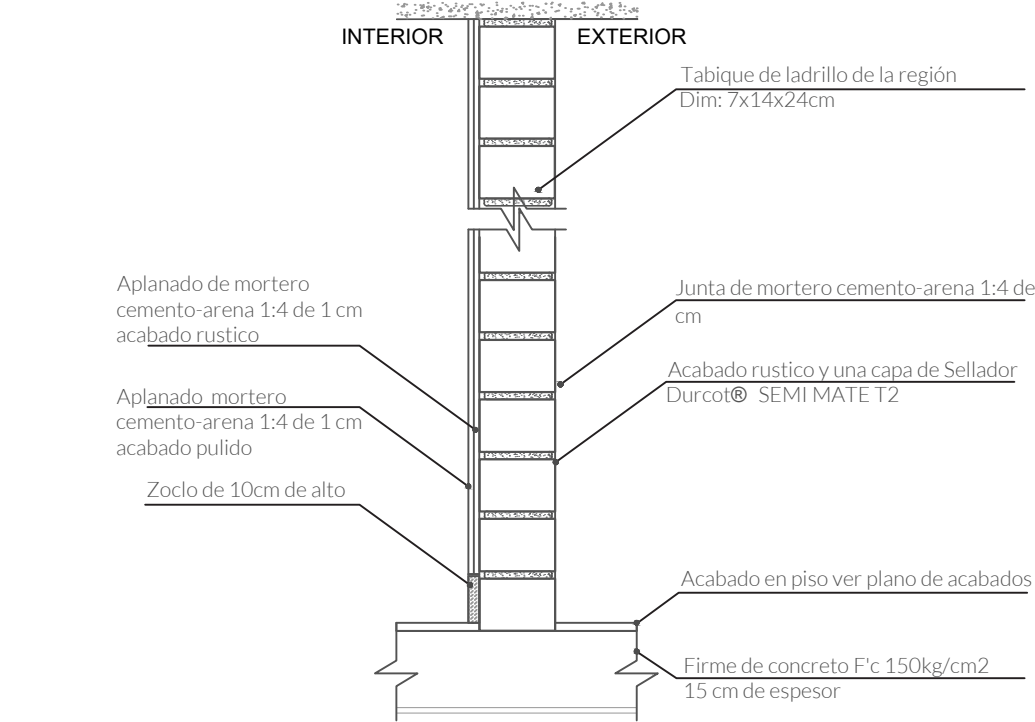 INTERIOR
EXTERIOR
Tabique de ladrillo de la región
Dim: 7x14x24cm
Aplanado de mortero
cemento-arena 1:4 de 1 cm
acabado rustico
Junta de mortero cemento-arena 1:4 de
cm
Acabado rustico y una capa de Sellador
Durcot® SEMI MATE T2
Aplanado mortero
cemento-arena 1:4 de 1 cm
acabado pulido
Zoclo de 10cm de alto
Acabado en piso ver plano de acabados
Firme de concreto F'c 150kg/cm2
15 cm de espesor